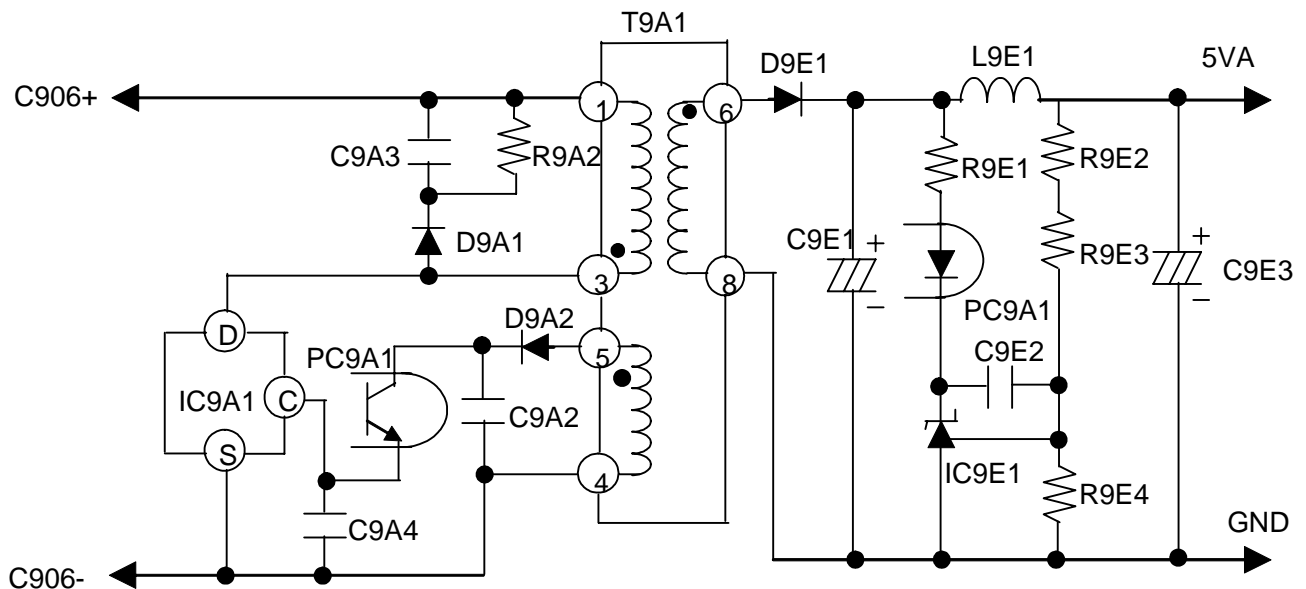 T9A1
D9E1
L9E1
5VA
C906+
1
6
C9A3
R9A2
R9E1
R9E2
D9A1
C9E1
+
R9E3
+
C9E3
3
8
−
−
D
D9A2
PC9A1
PC9A1
5
C9E2
IC9A1
C
C9A2
S
4
IC9E1
R9E4
C9A4
GND
C906-